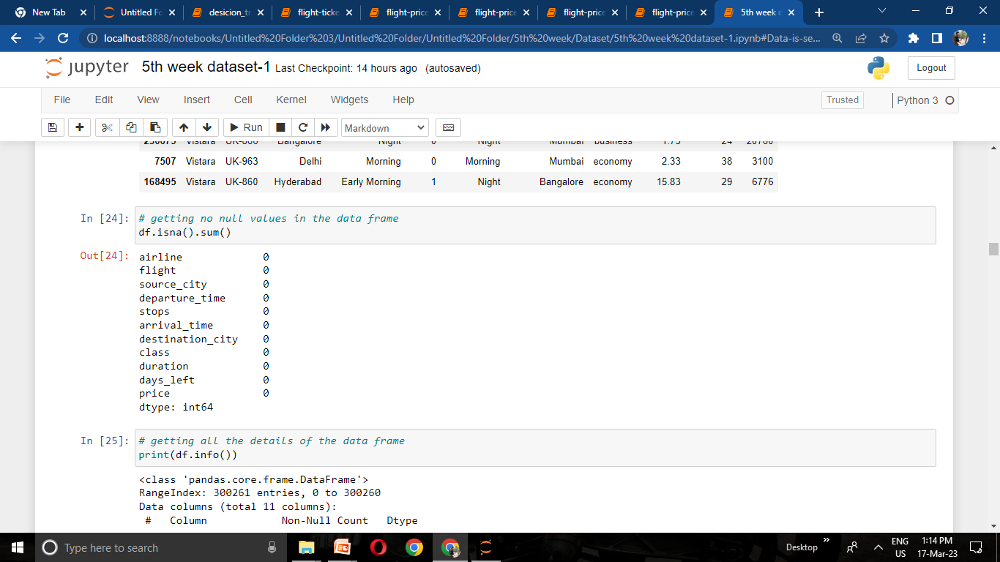 New Tab
Untitled Fo
desicion_tr
flight-ticke
flight-price
flight-price
flight-price
flight-price
5th week d
localhost:8888/notebooks/Untitled%20Folder%203/Untitled%20Folder/Untitled%20Folder/5th%20week/Dataset/5th%20week%20dataset-1.ipynb#Data-is-se...
jupyter 5th week dataset-1 Last Checkpoint: 14 hours ago (autosaved)
Logout
File Edit View Insert Cell Kernel Widgets Help
Trusted Python 3
Run Markdown
Vistara Bangalore Night 0 Night Mumbai business 1.75 24
7507 Vistara UK-963 Delhi Morning 0 Morning Mumbai economy 2.33 38 3100
168495 Vistara UK-860 Hyderabad Early Morning 1 Night Bangalore economy 15.83 29 6776
In [24]: # getting no null values in the data frame
df.isna().sum()
Out[24]: airline 0
flight 0
source_city 0
departure_time 0
stops 0
arrival_time 0
destination_city 0
class 0
duration 0
days_left 0
price 0
dtype: int64
In [25]: # getting all the details of the data frame
print(df.info())
<class 'pandas.core.frame.DataFrame'>
RangeIndex: 300261 entries, 0 to 300260
Data columns (total 11 columns):
# Column Non-Null Count Dtype
Type here to search
Desktop
ENG
US
1:14 PM
17-Mar-23